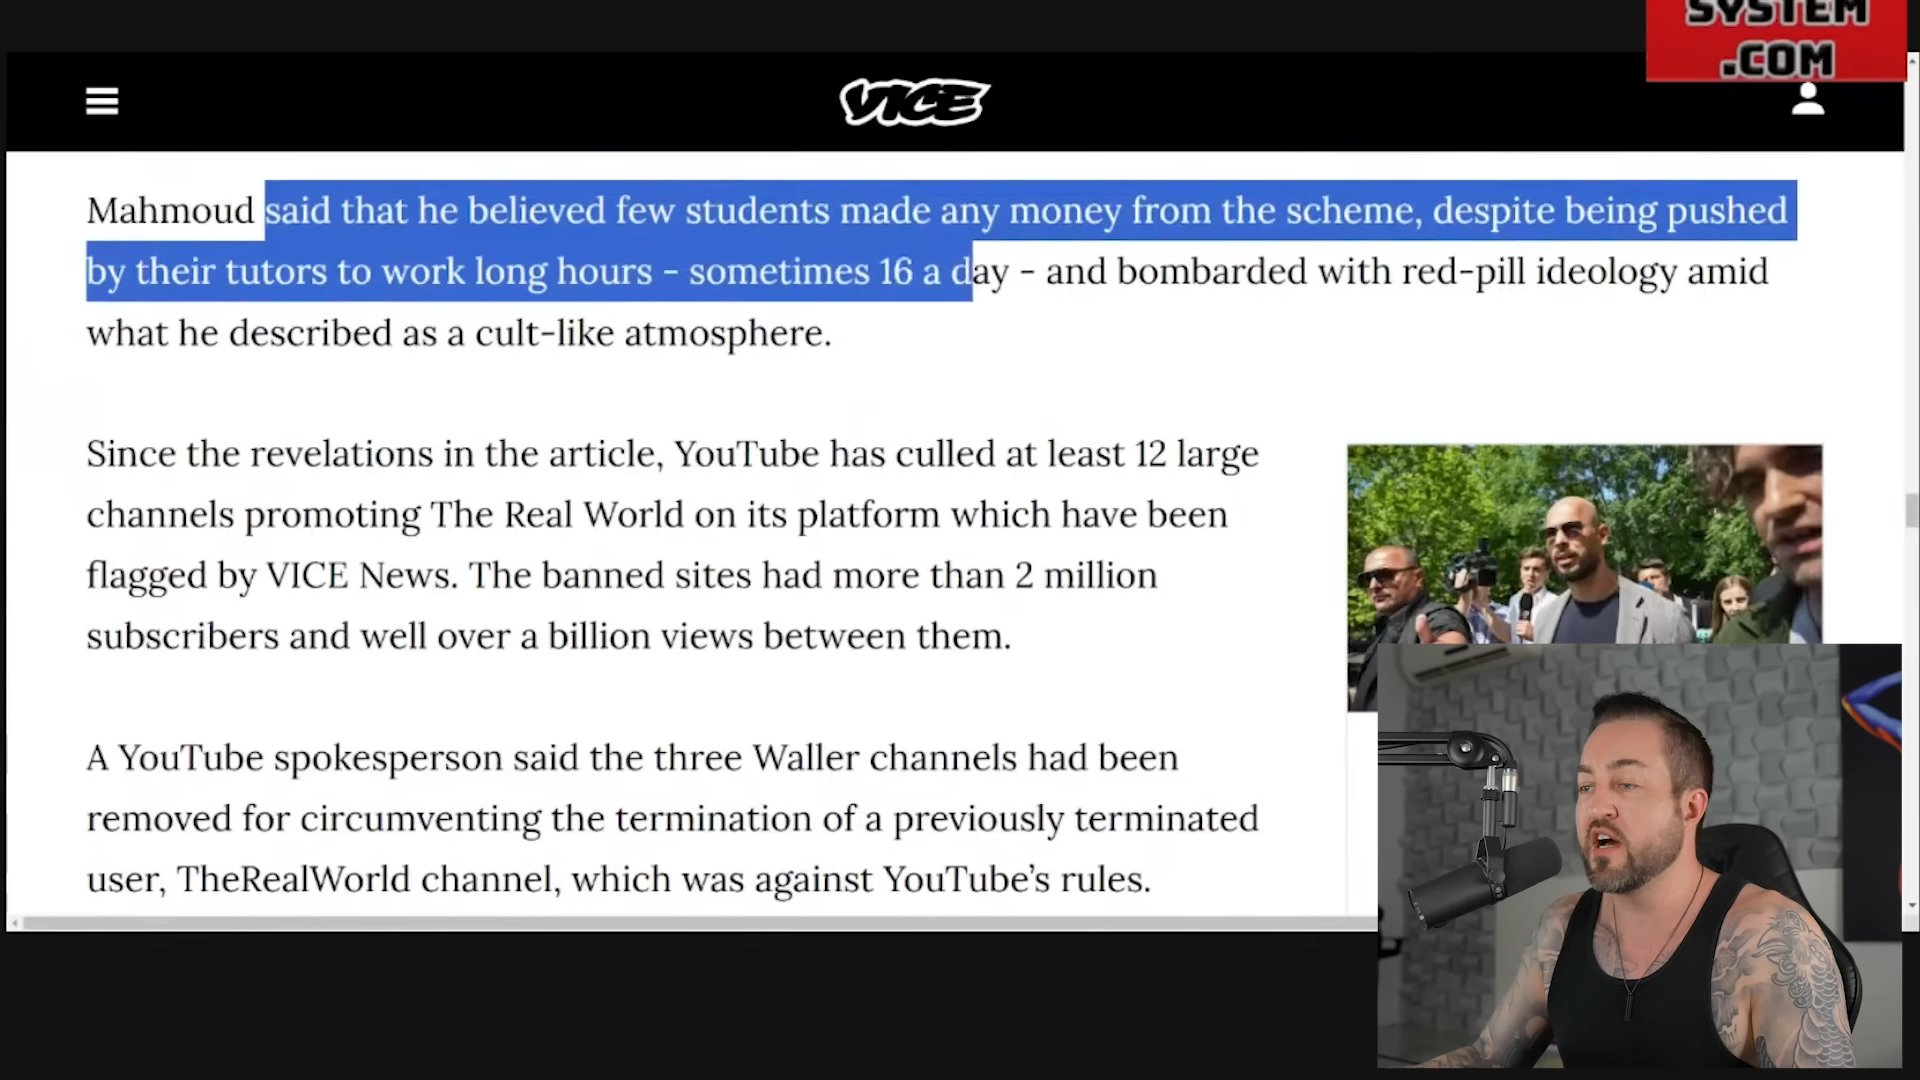 SYSTEM
.COM
VICE
Mahmoud said that he believed few students made any money from the scheme, despite being pushed
by their tutors to work long hours - sometimes 16 a day - and bombarded with red-pill ideology amid
what he described as a cult-like atmosphere.
Since the revelations in the article, YouTube has culled at least 12 large
channels promoting The Real World on its platform which have been
flagged by VICE News. The banned sites had more than 2 million
subscribers and well over a billion views between them.
A YouTube spokesperson said the three Waller channels had been
removed for circumventing the termination of a previously terminated
user, TheRealWorld channel, which was against YouTube’s rules.